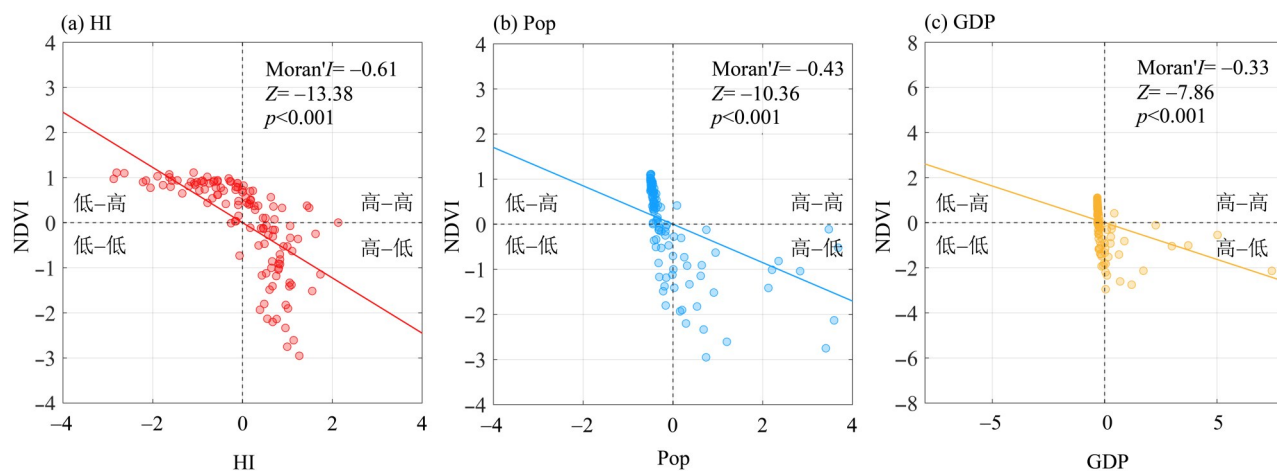 (a) HI
4
3
2
1
0
−1
−2
−3
−4
NDVI
Moran'I= −0.61
Z= −13.38
p<0.001
低–高
高–高
低–低
高–低
−4
−2
0
2
4
HI
(b) Pop
4
3
2
1
0
−1
−2
−3
−4
NDVI
Moran'I= −0.43
Z= −10.36
p<0.001
低–高
高–高
低–低
高–低
−4
−2
0
2
4
Pop
(c) GDP
8
6
4
2
0
−2
−4
−6
−8
NDVI
Moran'I= −0.33
Z= −7.86
p<0.001
低–高
高–高
低–低
高–低
−5
0
5
GDP